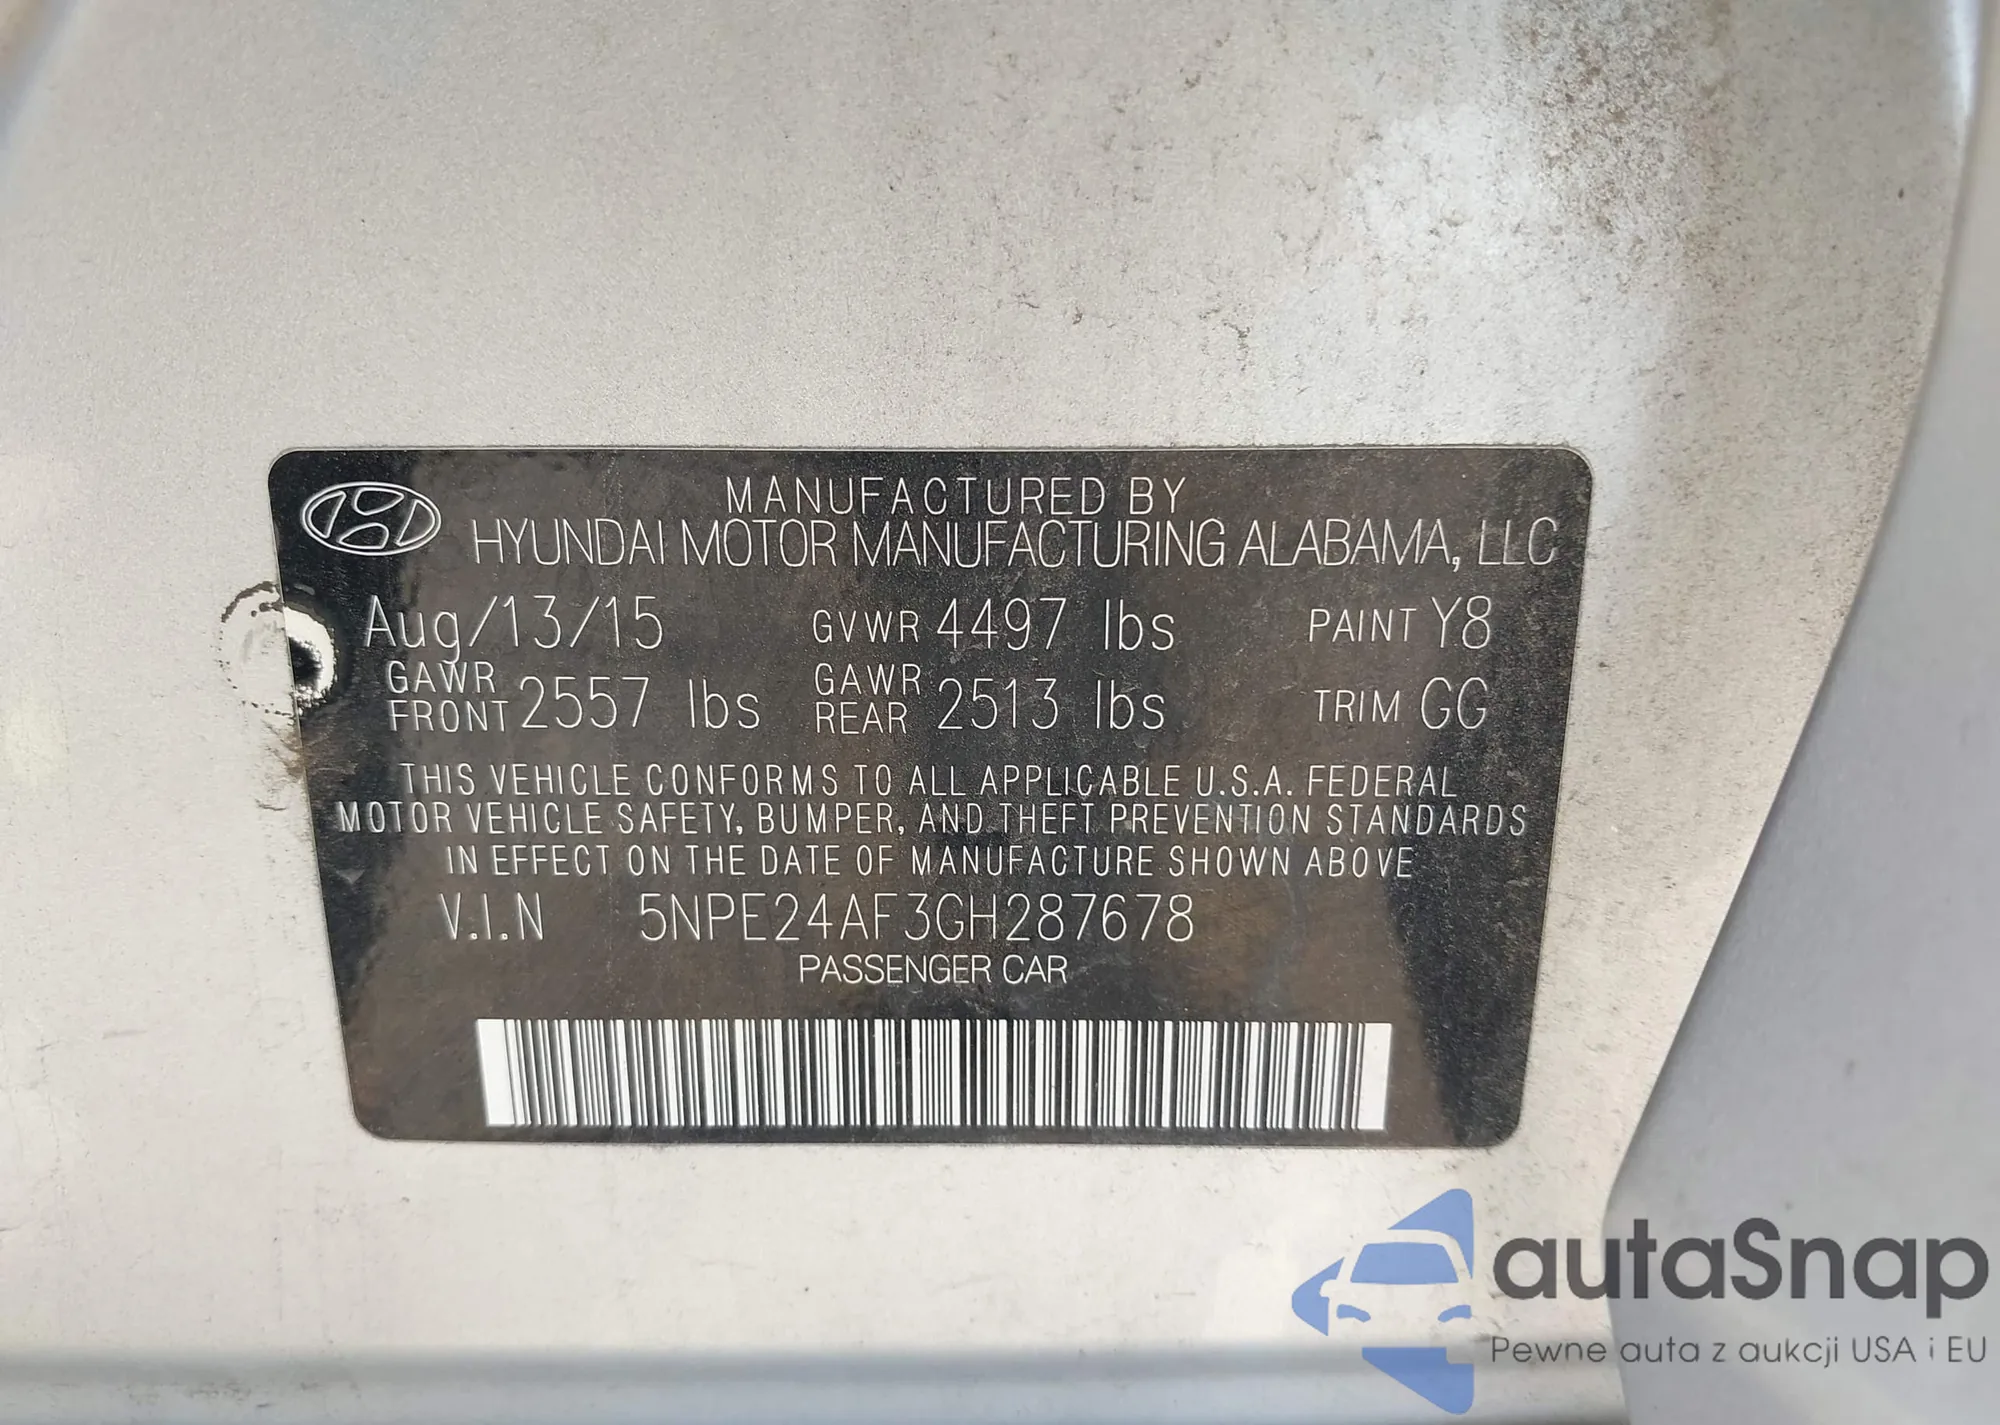 MANUFACTURED BY
HYUNDAI MOTOR MANUFACTURING ALABAMA, LLC
Aug/13/15 GVWR 4497 lbs PAINT Y8
GAWR FRONT 2557 lbs GAWR REAR 2513 lbs TRIM GG
THIS VEHICLE CONFORMS TO ALL APPLICABLE U.S.A. FEDERAL
MOTOR VEHICLE SAFETY, BUMPER, AND THEFT PREVENTION STANDARDS
IN EFFECT ON THE DATE OF MANUFACTURE SHOWN ABOVE
V.I.N 5NPE24AF3GH287678
PASSENGER CAR
autaSnap
Pewne auta z aukcji USA i EU